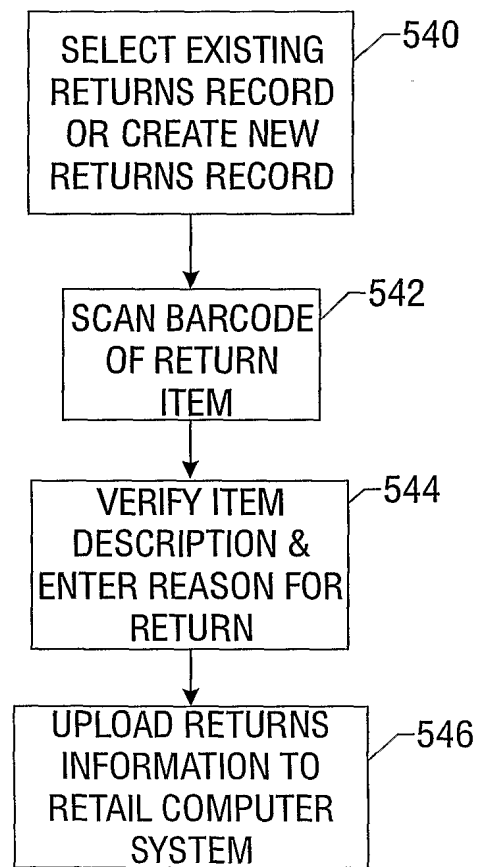 SELECT EXISTING
RETURNS RECORD
OR CREATE NEW
RETURNS RECORD
540
SCAN BARCODE
OF RETURN
ITEM
542
VERIFY ITEM
DESCRIPTION &
ENTER REASON FOR
RETURN
544
UPLOAD RETURNS
INFORMATION TO
RETAIL COMPUTER
SYSTEM
546